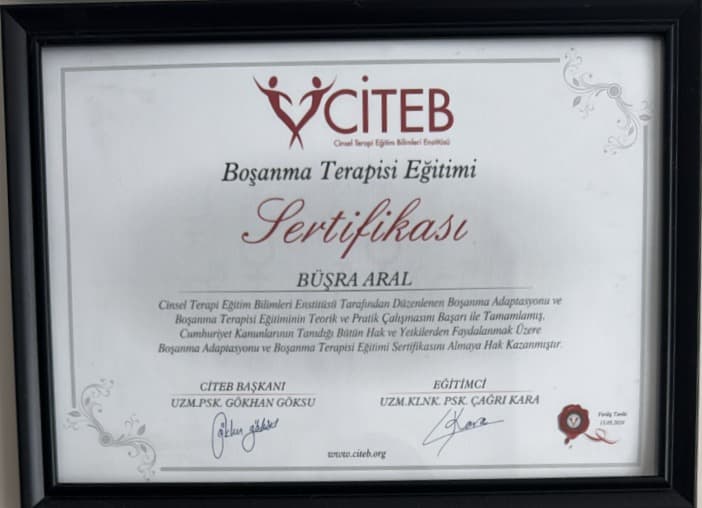 CİTEB
Cinsel Terapi Eğitim Bilimleri Enstitüsü
Boşanma Terapisi Eğitimi
Sertifikası
BÜŞRA ARAL
Cinsel Terapi Eğitim Bilimleri Enstitüsü Tarafından Düzenlenen Boşanma Adaptasyonu ve
Boşanma Terapisi Eğitiminin Teorik ve Pratik Çalışmasını Başarı ile Tamamlamış,
Cumhuriyet Kanunlarının Tanıdığı Bütün Hak ve Yetkilerden Faydalanmak Üzere
Boşanma Adaptasyonu ve Boşanma Terapisi Eğitimi Sertifikasını Almaya Hak Kazanmıştır.
CİTEB BAŞKANI
UZM.PSK. GÖKHAN GÖKSU
Gökhan Göksu
EĞİTİMCİ
UZM.KLNK. PSK. ÇAĞRI KARA
Kara
www.citeb.org